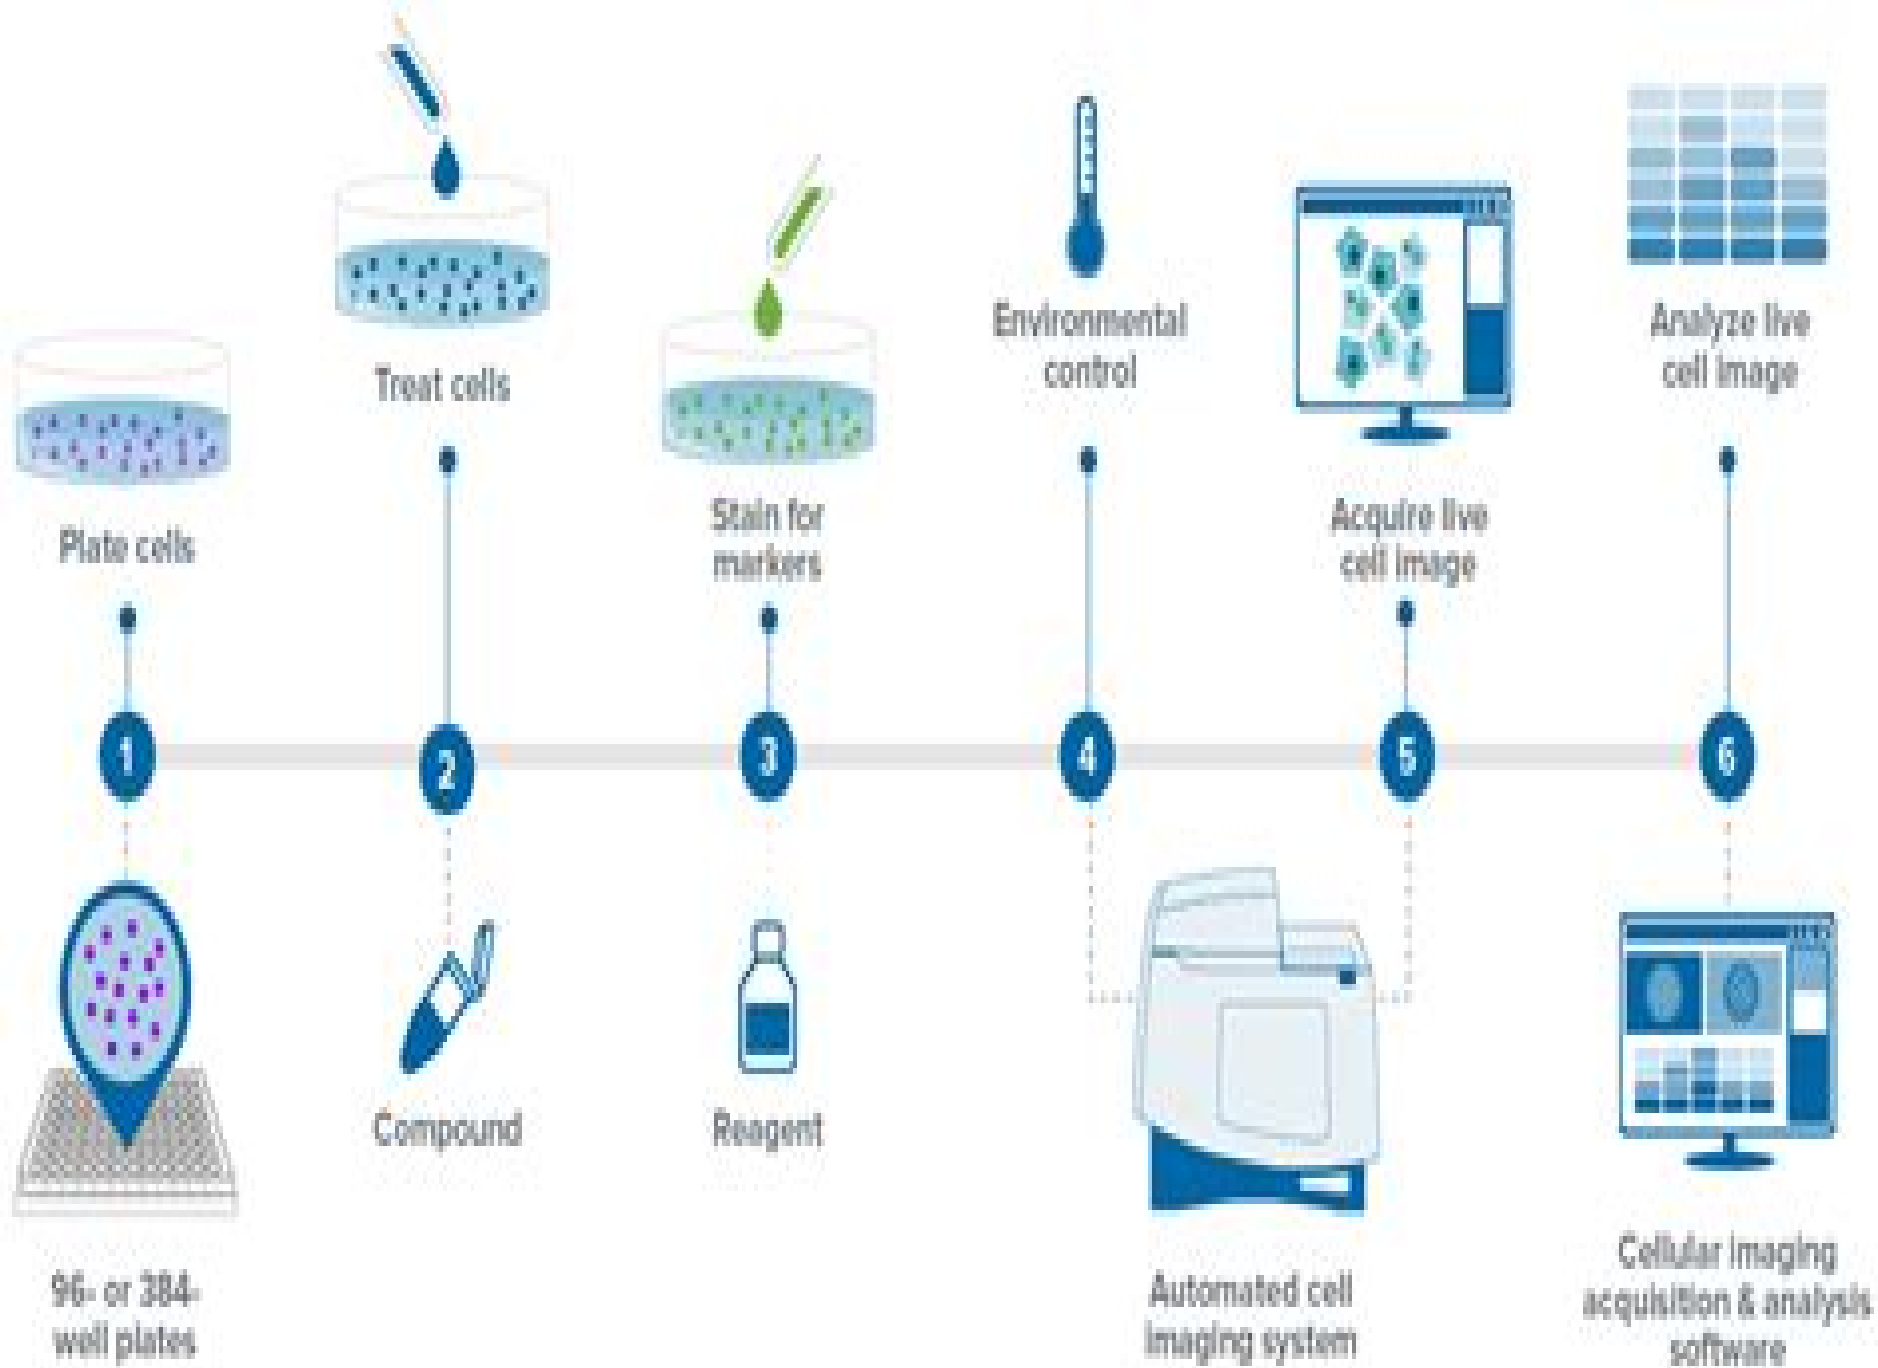 Plate cells
Treat cells
Stain for
markers
Environmental
control
Acquire live
cell image
Analyze live
cell image
1
2
3
4
5
6
96- or 384-
well plates
Compound
Reagent
Automated cell
imaging system
Cellular imaging
acquisition & analysis
software